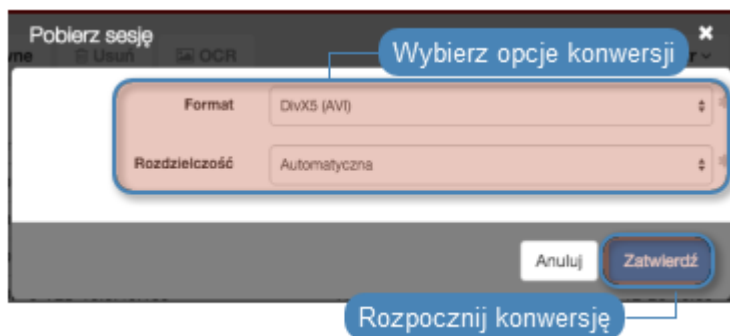 Pobierz sesję
Wybierz opcje konwersji
Usuń
OCR
Format
DivX5 (AVI)
Rozdzielczość
Automatyczna
Anuluj
Zatwierdź
Rozpocznij konwersję